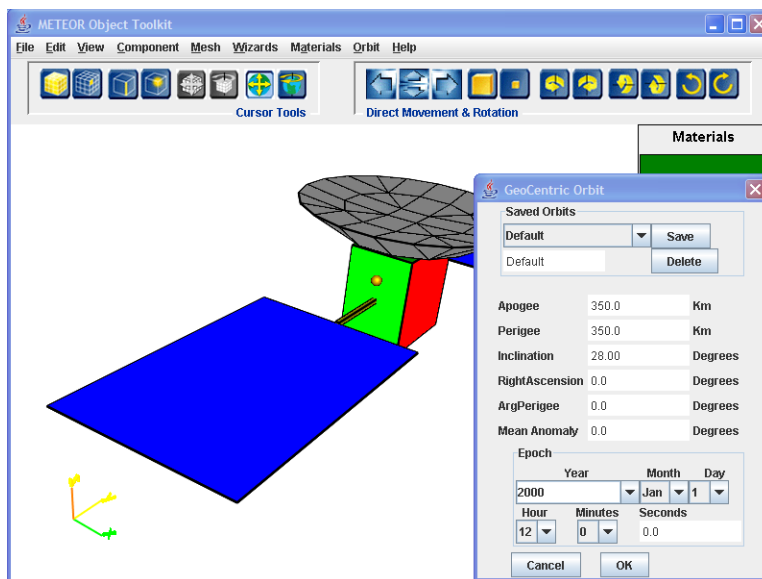 METEOR Object Toolkit
File Edit View Component Mesh Wizards Materials Orbit Help
Cursor Tools
Direct Movement & Rotation
Materials
GeoCentric Orbit
Saved Orbits
Default Save
Default Delete
Apogee 350.0 Km
Perigee 350.0 Km
Inclination 28.00 Degrees
RightAscension 0.0 Degrees
ArgPerigee 0.0 Degrees
Mean Anomaly 0.0 Degrees
Epoch
Year Month Day
2000 Jan 1
Hour Minutes Seconds
12 0 0.0
Cancel OK